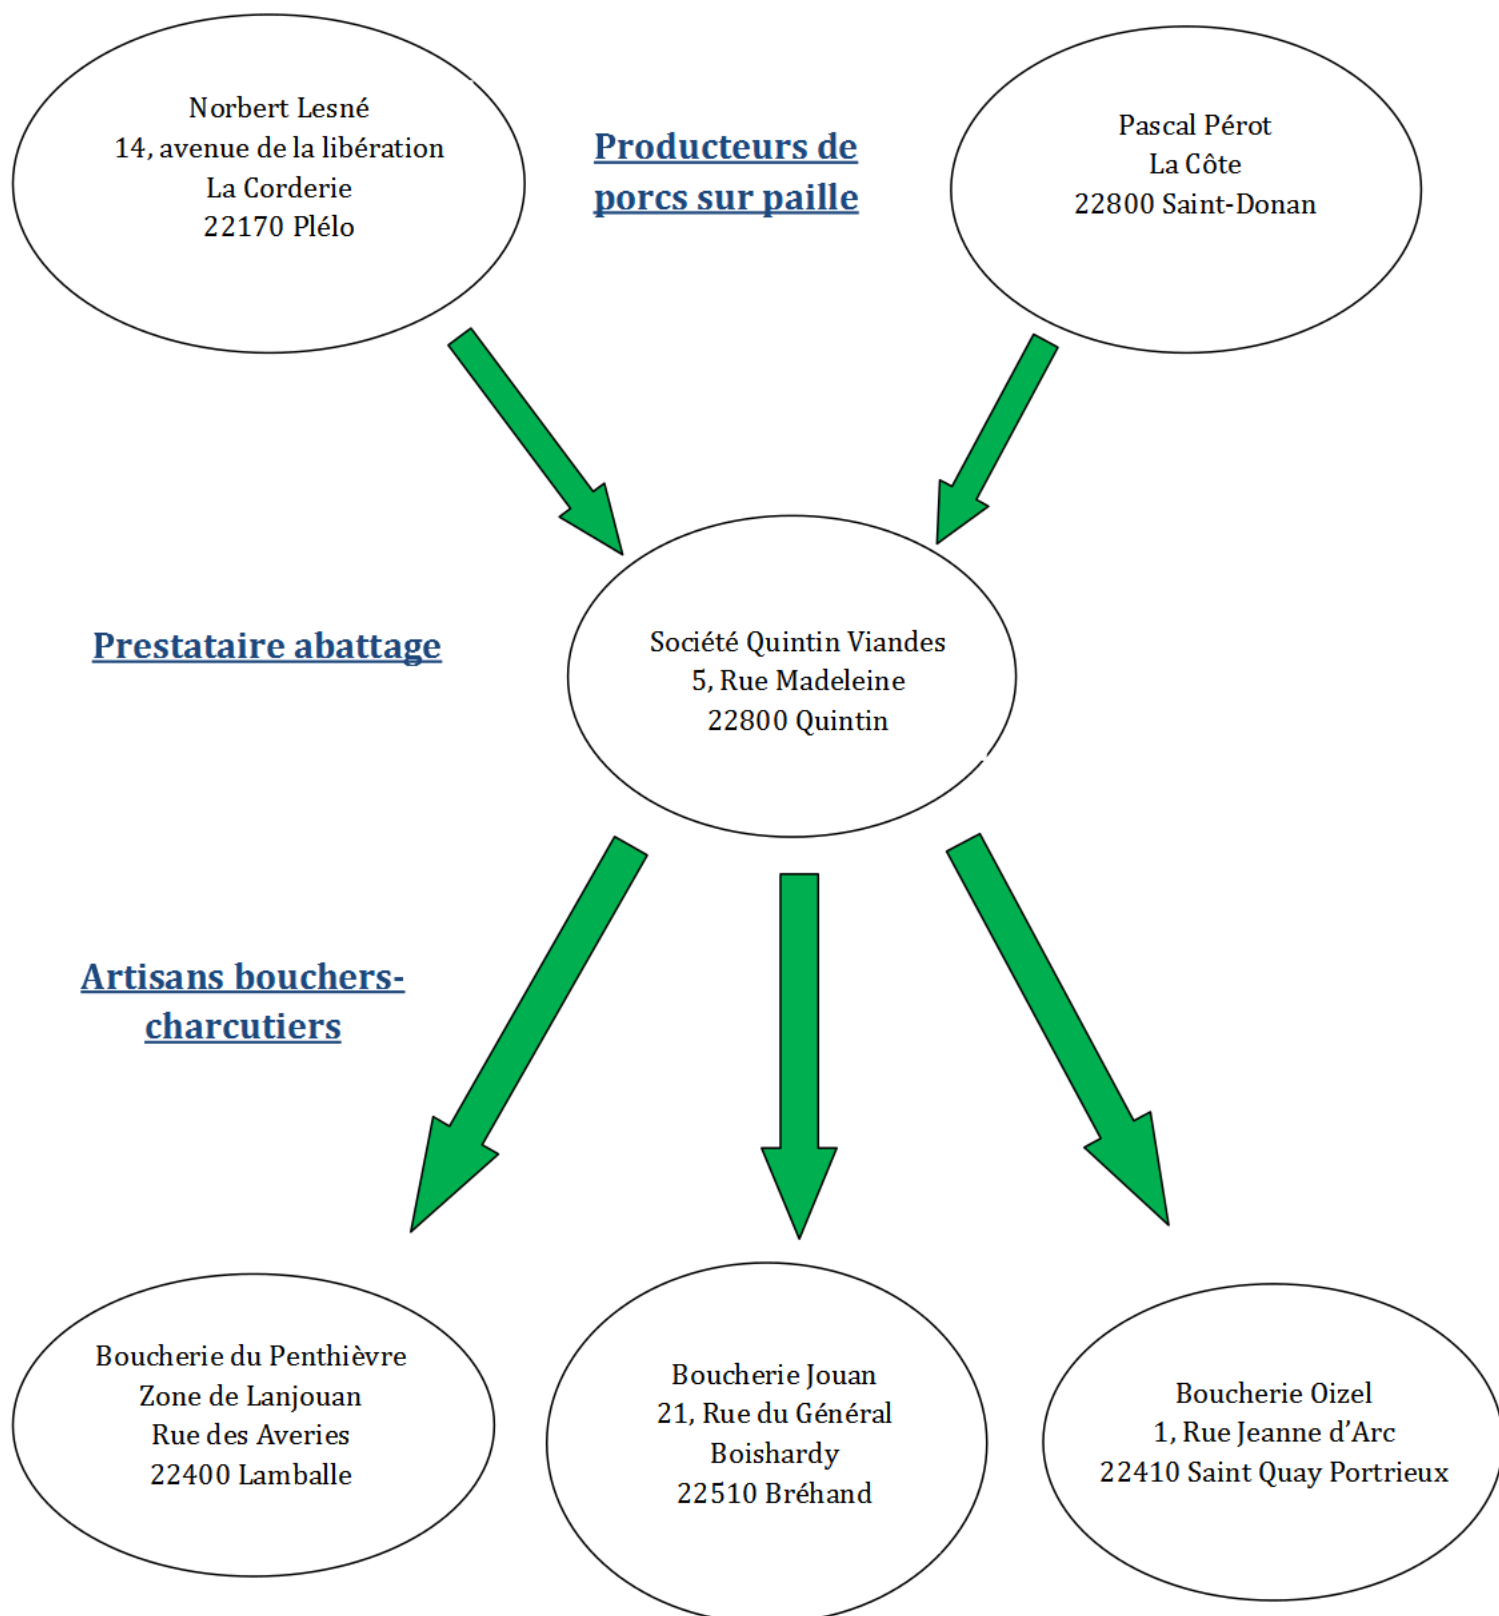 Norbert Lesné
14, avenue de la libération
La Corderie
22170 Plélo
Producteurs de
porcs sur paille
Pascal Pérot
La Côte
22800 Saint-Donan
Prestataire abattage
Société Quintin Viandes
5, Rue Madeleine
22800 Quintin
Artisans bouchers-
charcutiers
Boucherie du Penthièvre
Zone de Lanjouan
Rue des Averies
22400 Lamballe
Boucherie Jouan
21, Rue du Général
Boishardy
22510 Bréhand
Boucherie Oizel
1, Rue Jeanne d’Arc
22410 Saint Quay Portrieux